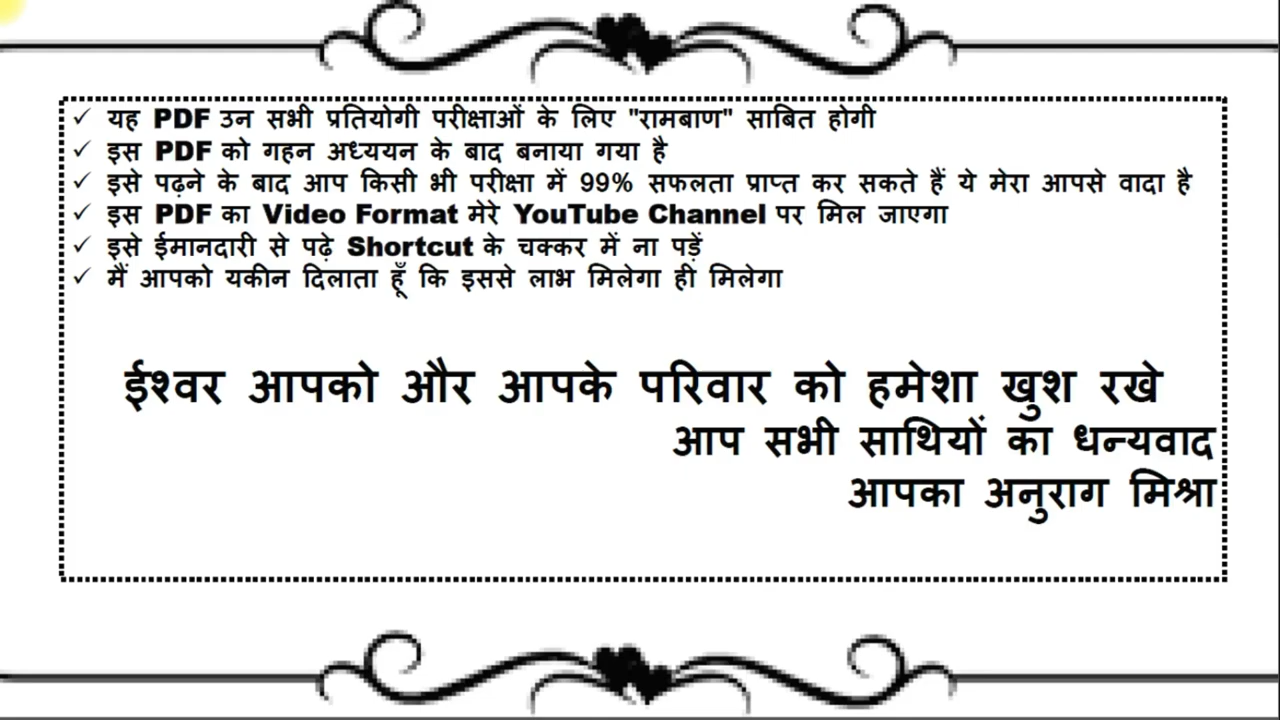 ✓ यह PDF उन सभी प्रतियोगी परीक्षाओं के लिए "रामबाण" साबित होगी
✓ इस PDF को गहन अध्ययन के बाद बनाया गया है
✓ इसे पढ़ने के बाद आप किसी भी परीक्षा में 99% सफलता प्राप्त कर सकते हैं ये मेरा आपसे वादा है
✓ इस PDF का Video Format मेरे YouTube Channel पर मिल जाएगा
✓ इसे ईमानदारी से पढ़े Shortcut के चक्कर में ना पड़ें
✓ मैं आपको यकीन दिलाता हूँ कि इससे लाभ मिलेगा ही मिलेगा
ईश्वर आपको और आपके परिवार को हमेशा खुश रखे
आप सभी साथियों का धन्यवाद
आपका अनुराग मिश्रा